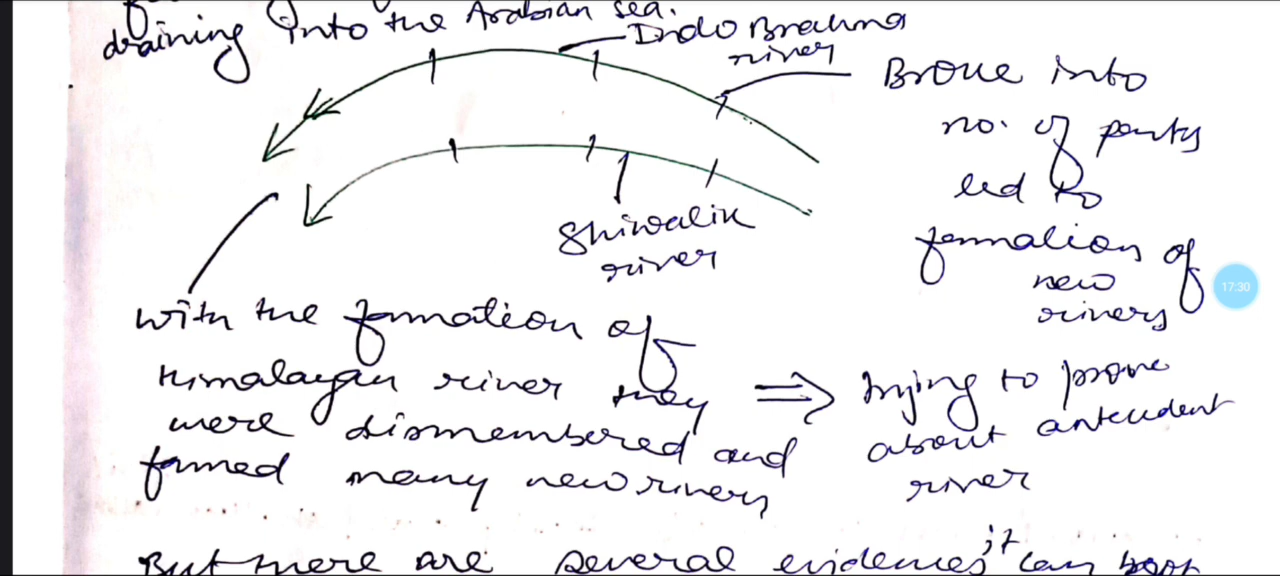 draining into the Arabian sea.
Indo Brahma
river
Broke into
no. of parts
led to
formation of
new
rivers
Shiwalik
river
17:30
with the formation of
Himalayan river they
were dismembered and
formed many new rivers
⇒ trying to prove
about antecedent
river
But there are several evidences it can